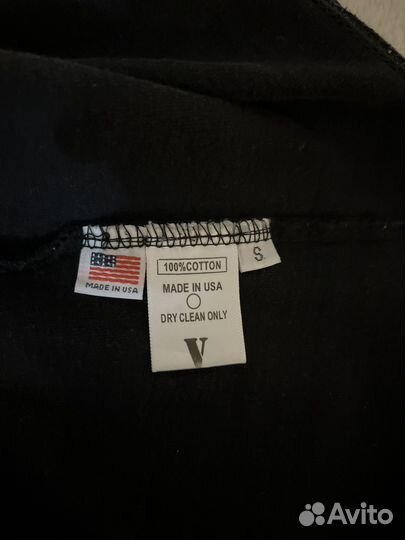 MADE IN USA
100%COTTON
MADE IN USA
DRY CLEAN ONLY
V
S
Avito